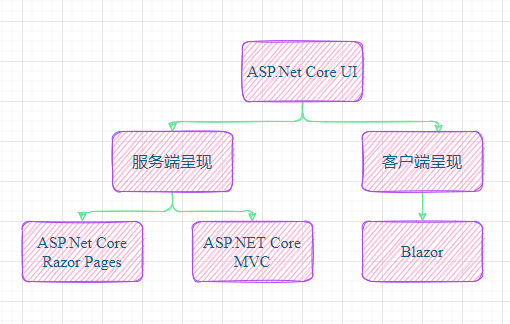 ASP.Net Core UI
服务端呈现
客户端呈现
ASP.Net Core
Razor Pages
ASP.NET Core
MVC
Blazor